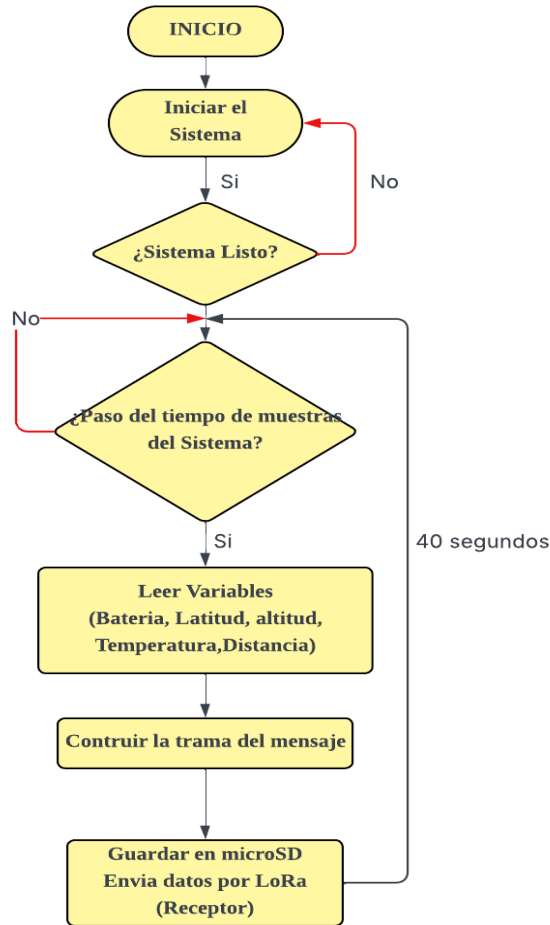 INICIO
Iniciar el
Sistema
Si
No
¿Sistema Listo?
No
¿Paso del tiempo de muestras
del Sistema?
Si
40 segundos
Leer Variables
(Bateria, Latitud, altitud,
Temperatura,Distancia)
Contruir la trama del mensaje
Guardar en microSD
Envia datos por LoRa
(Receptor)